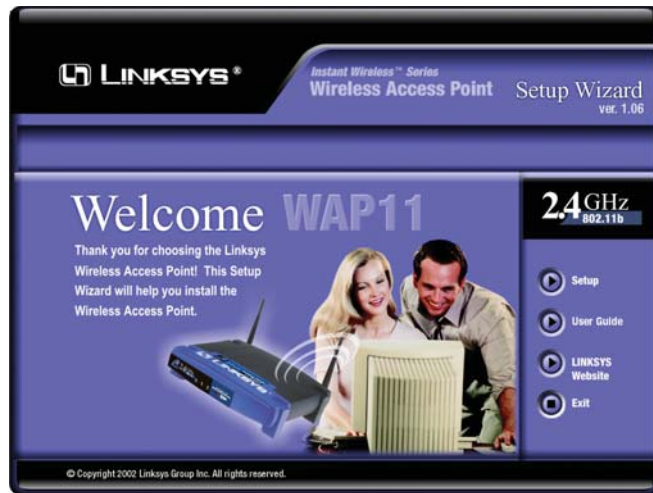 LINKSYS®
Instant Wireless™ Series
Wireless Access Point
Setup Wizard
ver. 1.06
Welcome WAP11
Thank you for choosing the Linksys
Wireless Access Point! This Setup
Wizard will help you install the
Wireless Access Point.
2.4GHz
802.11b
Setup
User Guide
LINKSYS
Website
Exit
LINKSYS
© Copyright 2002 Linksys Group Inc. All rights reserved.